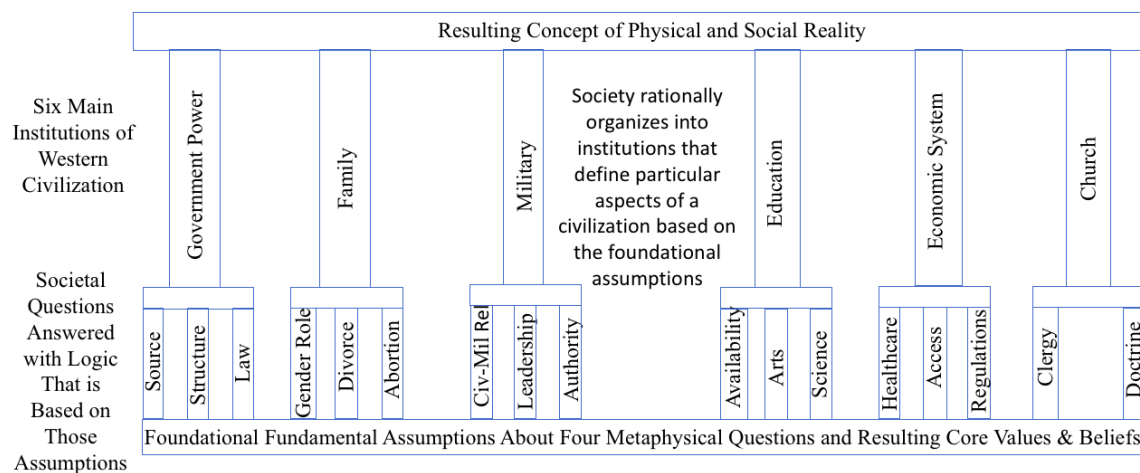 Resulting Concept of Physical and Social Reality
Six Main
Institutions of
Western
Civilization
Government Power
Family
Military
Society rationally
organizes into
institutions that
define particular
aspects of a
civilization based on
the foundational
assumptions
Education
Economic System
Church
Societal
Questions
Answered
with Logic
That is
Based on
Those
Assumptions
Source
Structure
Law
Gender Role
Divorce
Abortion
Civ-Mil Rel
Leadership
Authority
Availability
Arts
Science
Healthcare
Access
Regulations
Clergy
Doctrine
Foundational Fundamental Assumptions About Four Metaphysical Questions and Resulting Core Values & Beliefs